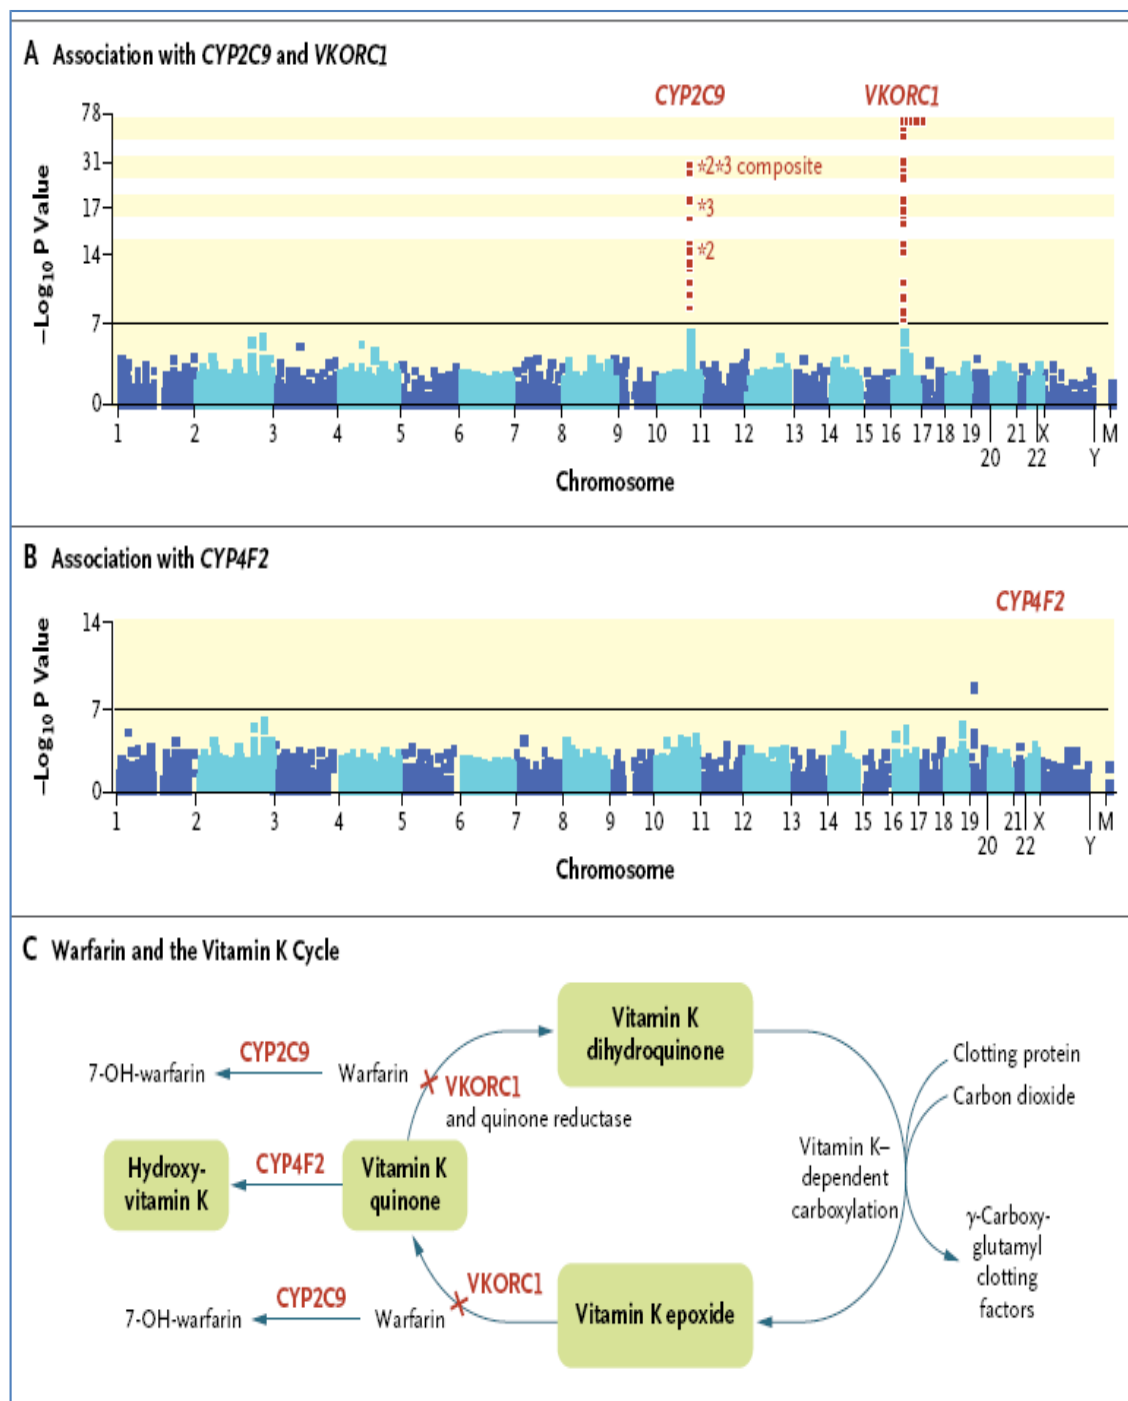 A Association with CYP2C9 and VKORC1
CYP2C9 VKORC1
78
31
17
14
7
0
–Log10 P Value
*2*3 composite
*3
*2
1 2 3 4 5 6 7 8 9 10 11 12 13 14 15 16 17 18 19 21 X M
20 22 Y
Chromosome
B Association with CYP4F2
CYP4F2
14
7
0
–Log10 P Value
1 2 3 4 5 6 7 8 9 10 11 12 13 14 15 16 17 18 19 21 X M
20 22 Y
Chromosome
C Warfarin and the Vitamin K Cycle
Vitamin K
dihydroquinone
CYP2C9
7-OH-warfarin
Warfarin
VKORC1
and quinone reductase
Clotting protein
Carbon dioxide
Hydroxy-
vitamin K
CYP4F2
Vitamin K
quinone
Vitamin K–
dependent
carboxylation
γ-Carboxy-
glutamyl
clotting
factors
VKORC1
CYP2C9
7-OH-warfarin
Warfarin
Vitamin K epoxide